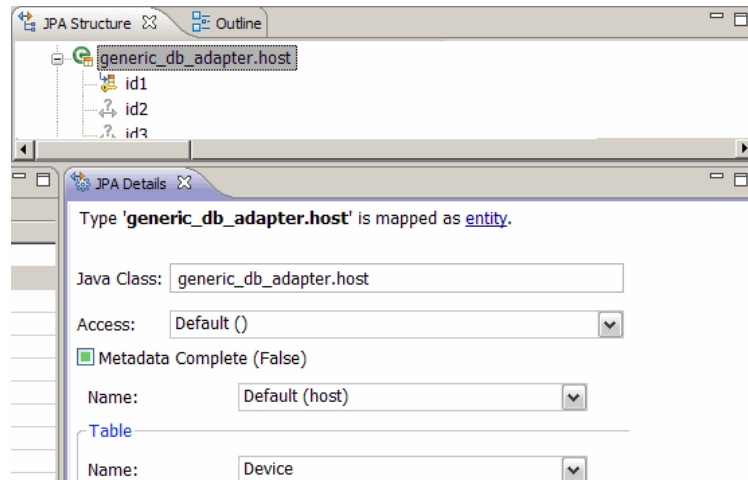 JPA Structure Outline
generic_db_adapter.host
id1
id2
id3
JPA Details
Type 'generic_db_adapter.host' is mapped as entity.
Java Class: generic_db_adapter.host
Access: Default ()
Metadata Complete (False)
Name: Default (host)
Table
Name: Device